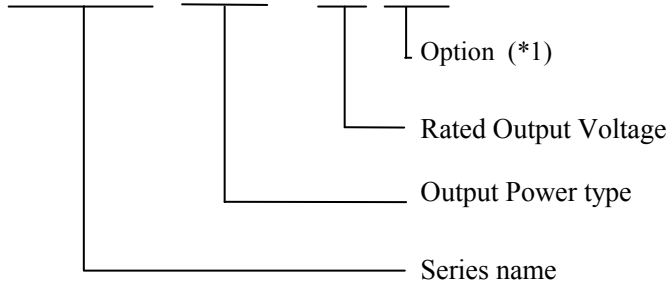 Option (*1)
Rated Output Voltage
Output Power type
Series name